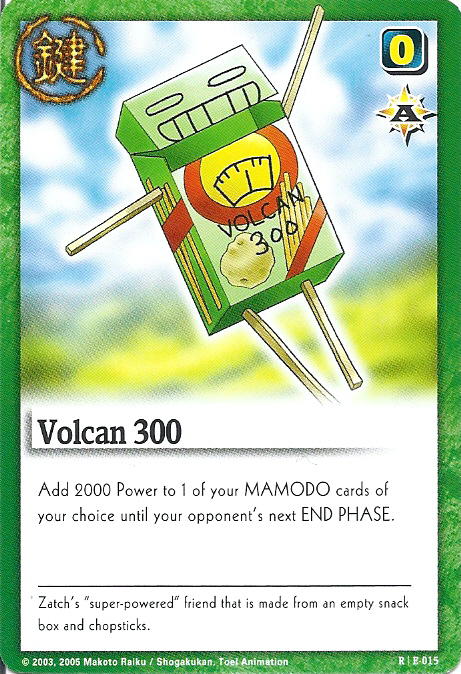 鍵
0
A
VOLCAN
300
Volcan 300
Add 2000 Power to 1 of your MAMODO cards of
your choice until your opponent's next END PHASE.
Zatch's "super-powered" friend that is made from an empty snack
box and chopsticks.
© 2003, 2005 Makoto Raiku / Shogakukan, Toei Animation
R | E-015